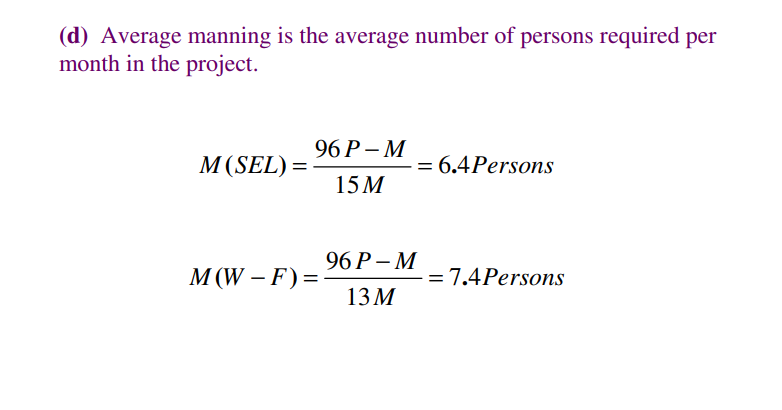 (d) Average manning is the average number of persons required per
month in the project.
M(SEL) = 96 P – M / 15 M = 6.4 Persons
M(W – F) = 96 P – M / 13 M = 7.4 Persons